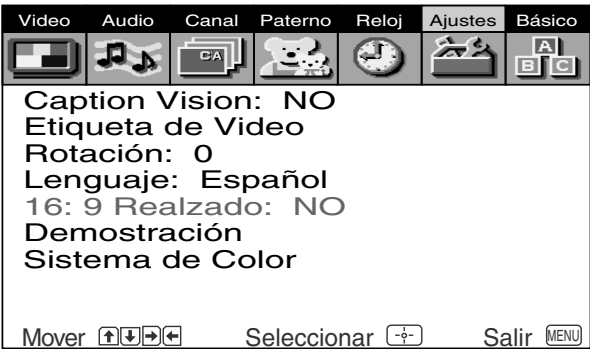 Video Audio Canal Paterno Reloj Ajustes Básico
CA A B C
Caption Vision: NO
Etiqueta de Video
Rotación: 0
Lenguaje: Español
16: 9 Realzado: NO
Demostración
Sistema de Color
Mover Seleccionar Salir MENU